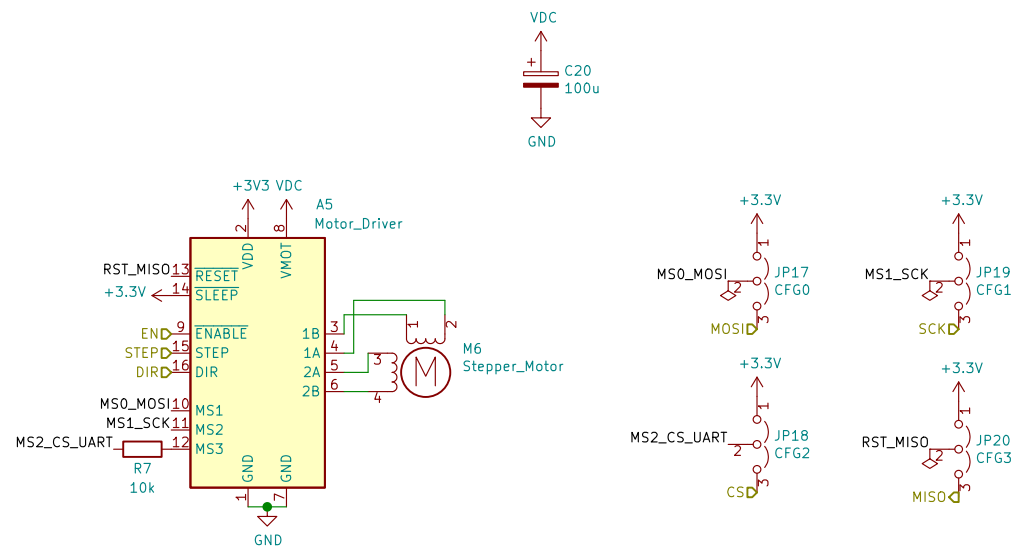 VDC
+
C20
100u
GND
+3V3 VDC
A5
Motor_Driver
2
8
VDD
VMOT
RST_MISO 13 RESET
+3.3V 14 SLEEP
EN 9 ENABLE
STEP 15 STEP
DIR 16 DIR
MS0_MOSI 10 MS1
MS1_SCK 11 MS2
MS2_CS_UART 12 MS3
R7
10k
1B 3
1A 4
2A 5
2B 6
1
2
3
4
M
M6
Stepper_Motor
GND
GND
1
7
GND
+3.3V
1
MS0_MOSI
2
JP17
CFG0
3
MOSI
+3.3V
1
MS1_SCK
2
JP19
CFG1
3
SCK
+3.3V
1
MS2_CS_UART
2
JP18
CFG2
3
CS
+3.3V
1
RST_MISO
2
JP20
CFG3
3
MISO